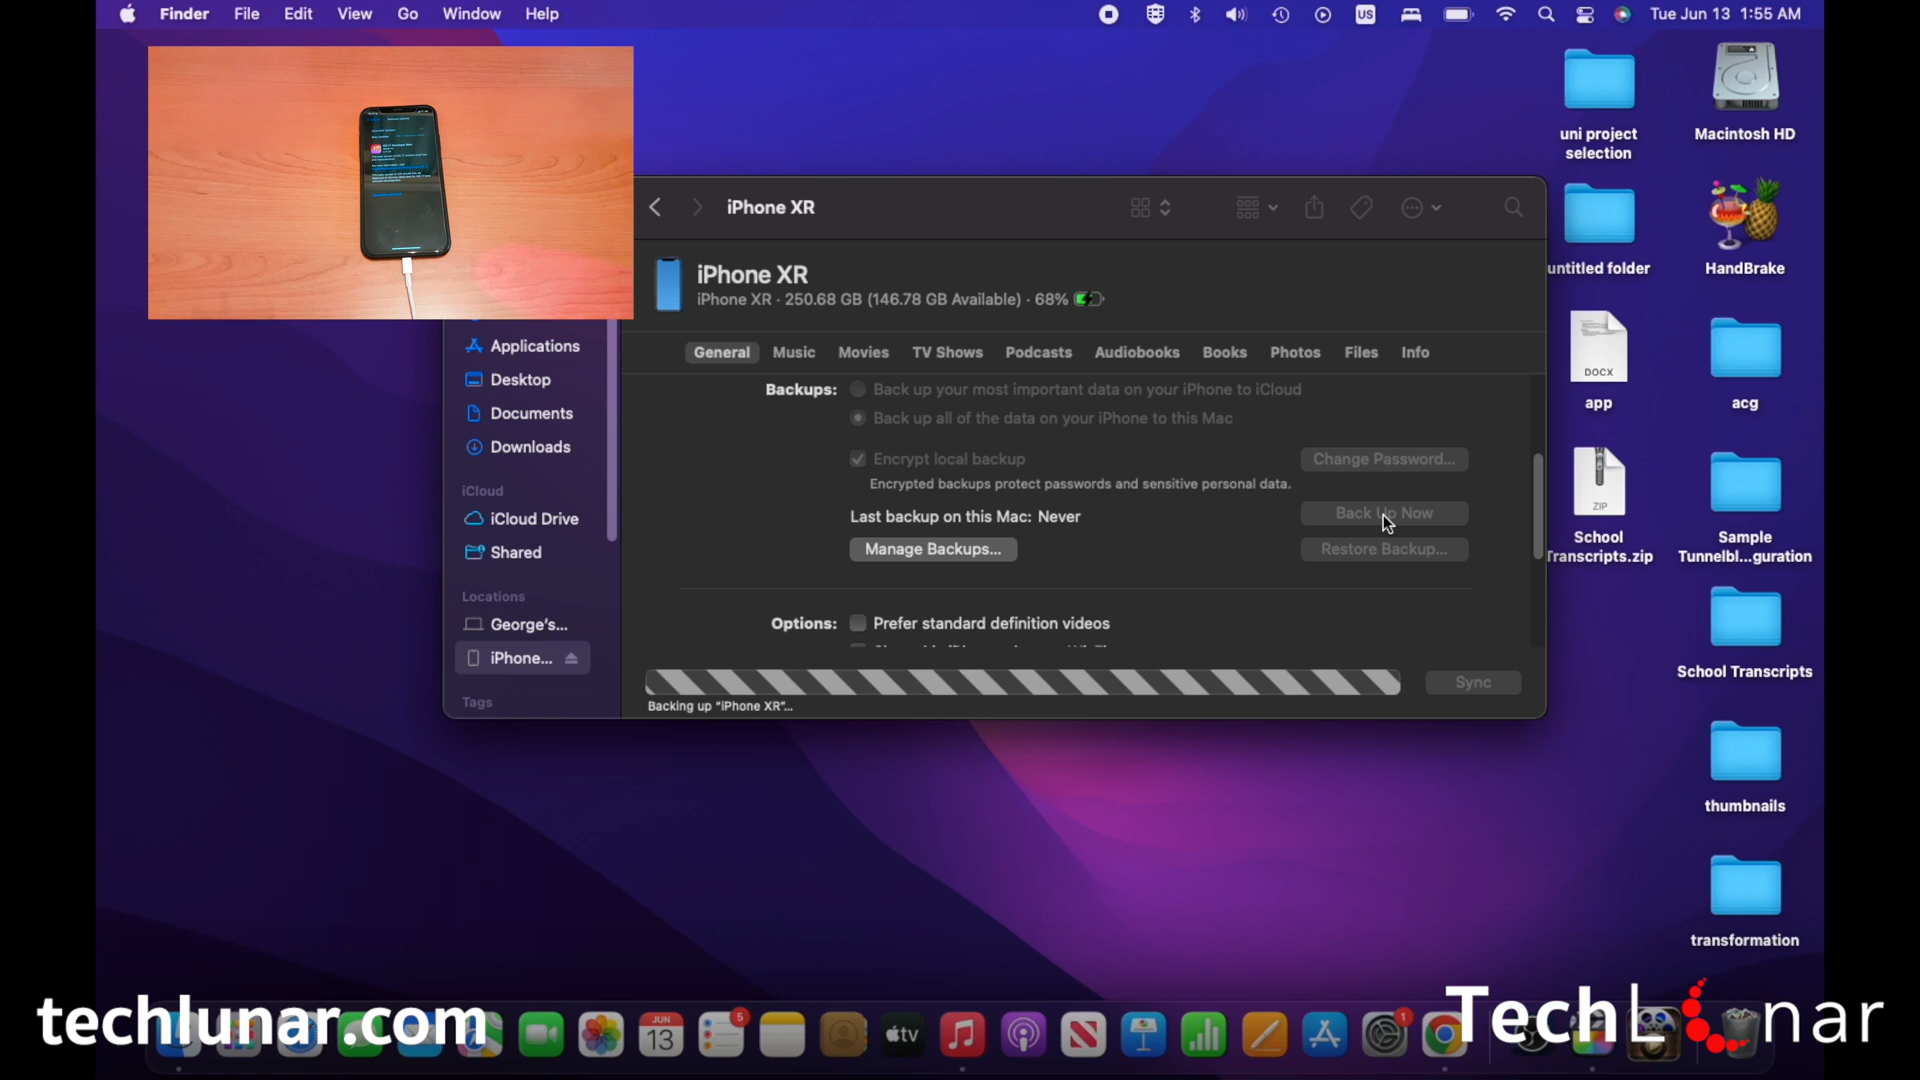 Finder File Edit View Go Window Help
US
Tue Jun 13 1:55 AM
uni project selection
Macintosh HD
iPhone XR
untitled folder
HandBrake
iPhone XR
iPhone XR · 250.68 GB (146.78 GB Available) · 68%
Applications
General Music Movies TV Shows Podcasts Audiobooks Books Photos Files Info
DOCX
app
acg
Desktop
Documents
Downloads
iCloud
iCloud Drive
Shared
Locations
George's...
iPhone...
Tags
Backups:
Back up your most important data on your iPhone to iCloud
Back up all of the data on your iPhone to this Mac
Encrypt local backup
Change Password...
Encrypted backups protect passwords and sensitive personal data.
Last backup on this Mac: Never
Back Up Now
Manage Backups...
Restore Backup...
Options:
Prefer standard definition videos
Sync
Backing up "iPhone XR"...
ZIP
School
Transcripts.zip
Sample
Tunnelbl...guration
School Transcripts
thumbnails
transformation
techlunar.com
JUN
13
5
tv
1
TechLunar